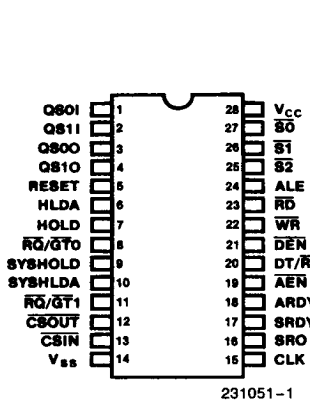 QS0I 1 28 VCC
QS1I 2 27 S0
QS0O 3 26 S1
QS1O 4 25 S2
RESET 5 24 ALE
HLDA 6 23 RD
HOLD 7 22 WR
RQ/GT0 8 21 DEN
SYSHOLD 9 20 DT/R
SYSHLDA 10 19 AEN
RQ/GT1 11 18 ARDY
CSOUT 12 17 SRDY
CSIN 13 16 SRO
VSS 14 15 CLK
231051-1